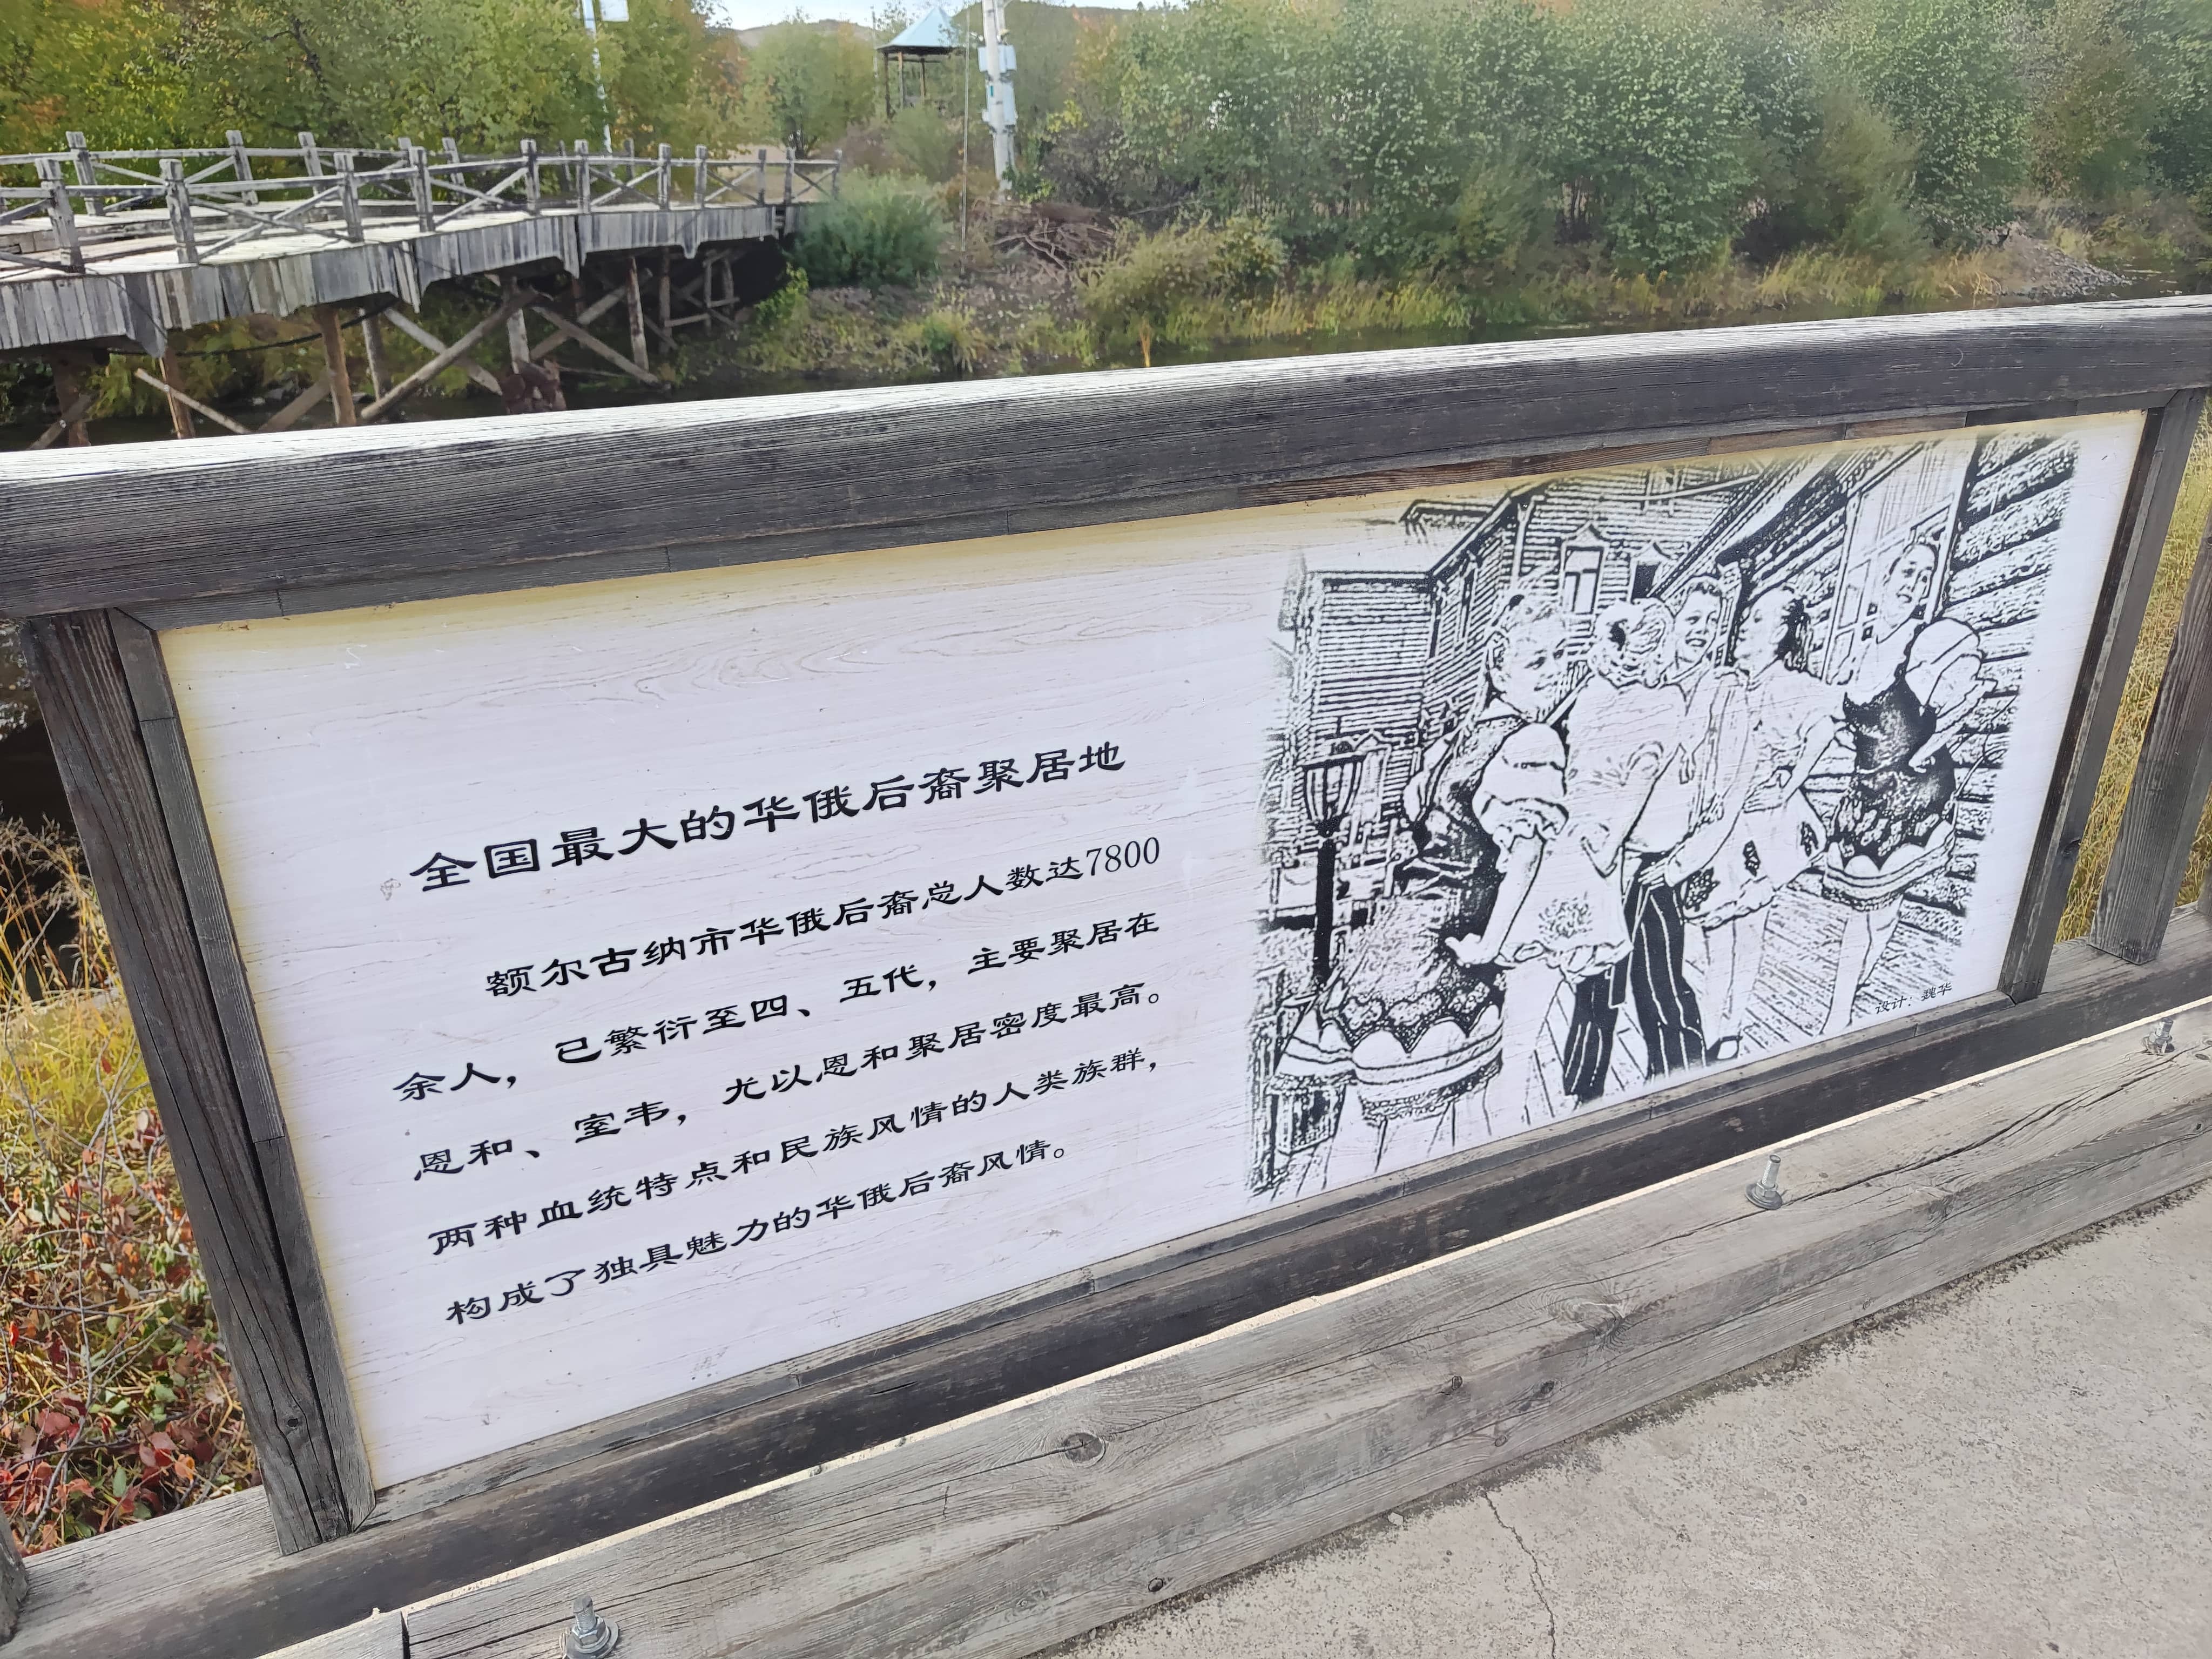 全国最大的华俄后裔聚居地
额尔古纳市华俄后裔总人数达7800
余人，已繁衍至四、五代，主要聚居在
恩和、室韦，尤以恩和聚居密度最高。
两种血统特点和民族风情的人类族群，
构成了独具魅力的华俄后裔风情。
设计：魏华